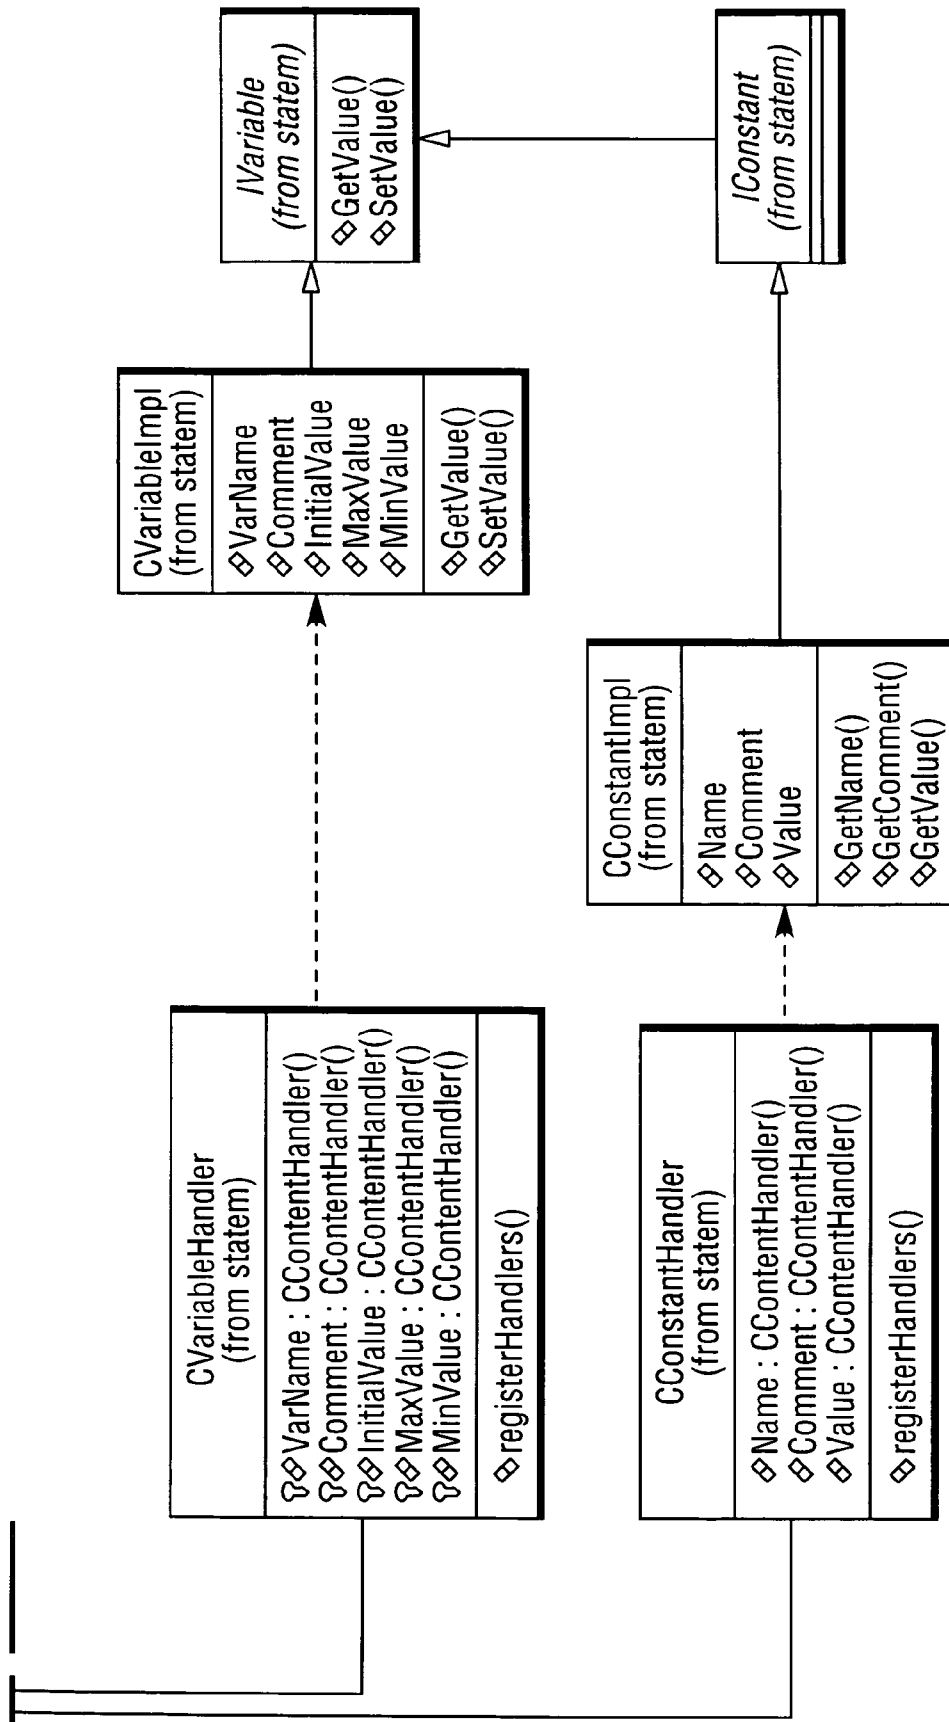 CVariableHandler
(from statem)
VarName : CContentHandler()
Comment : CContentHandler()
InitialValue : CContentHandler()
MaxValue : CContentHandler()
MinValue : CContentHandler()
registerHandlers()
CVariableImpl
(from statem)
VarName
Comment
InitialValue
MaxValue
MinValue
GetValue()
SetValue()
IVariable
(from statem)
GetValue()
SetValue()
CConstantHandler
(from statem)
Name : CContentHandler()
Comment : CContentHandler()
Value : CContentHandler()
registerHandlers()
CConstantImpl
(from statem)
Name
Comment
Value
GetName()
GetComment()
GetValue()
IConstant
(from statem)